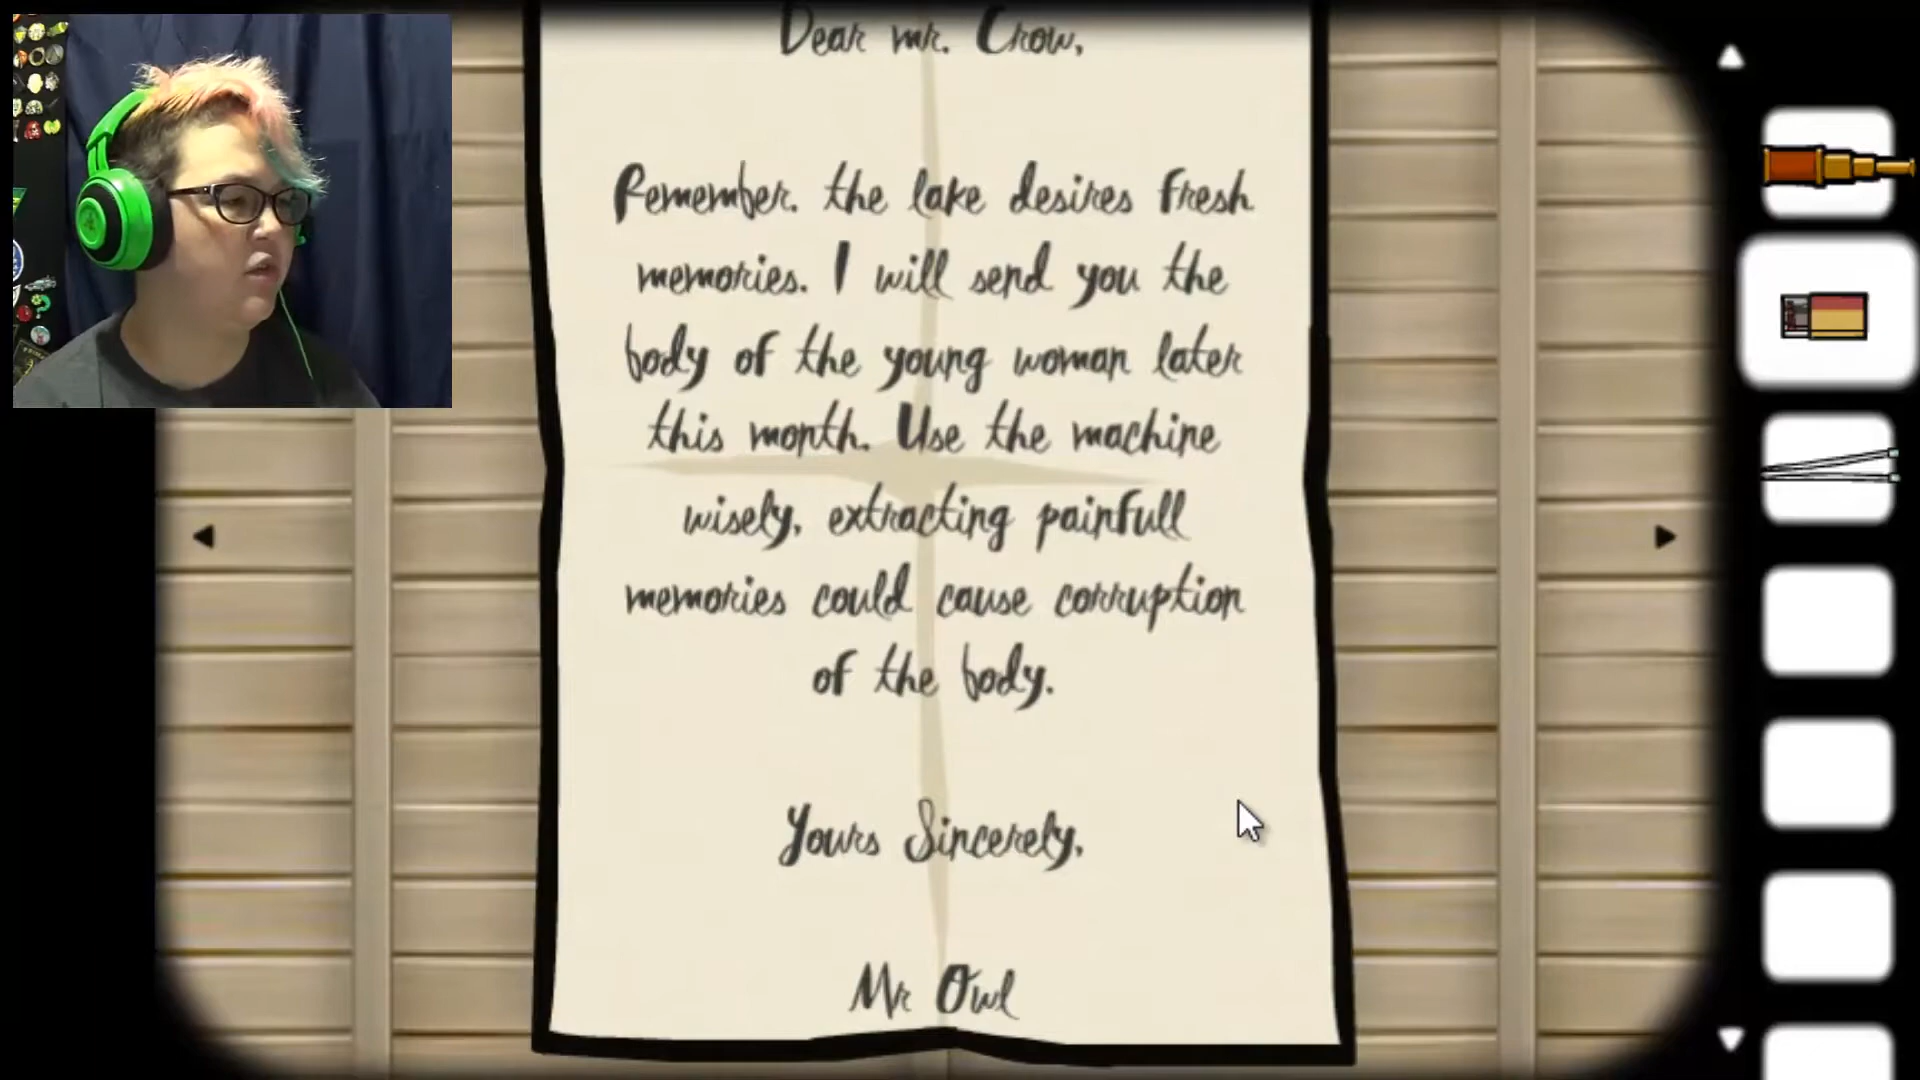 Dear mr. Crow,
Remember. the lake desires fresh
memories. I will send you the
body of the young woman later
this month. Use the machine
wisely, extracting painfull
memories could cause corruption
of the body.
Yours Sincerely,
Mr Owl